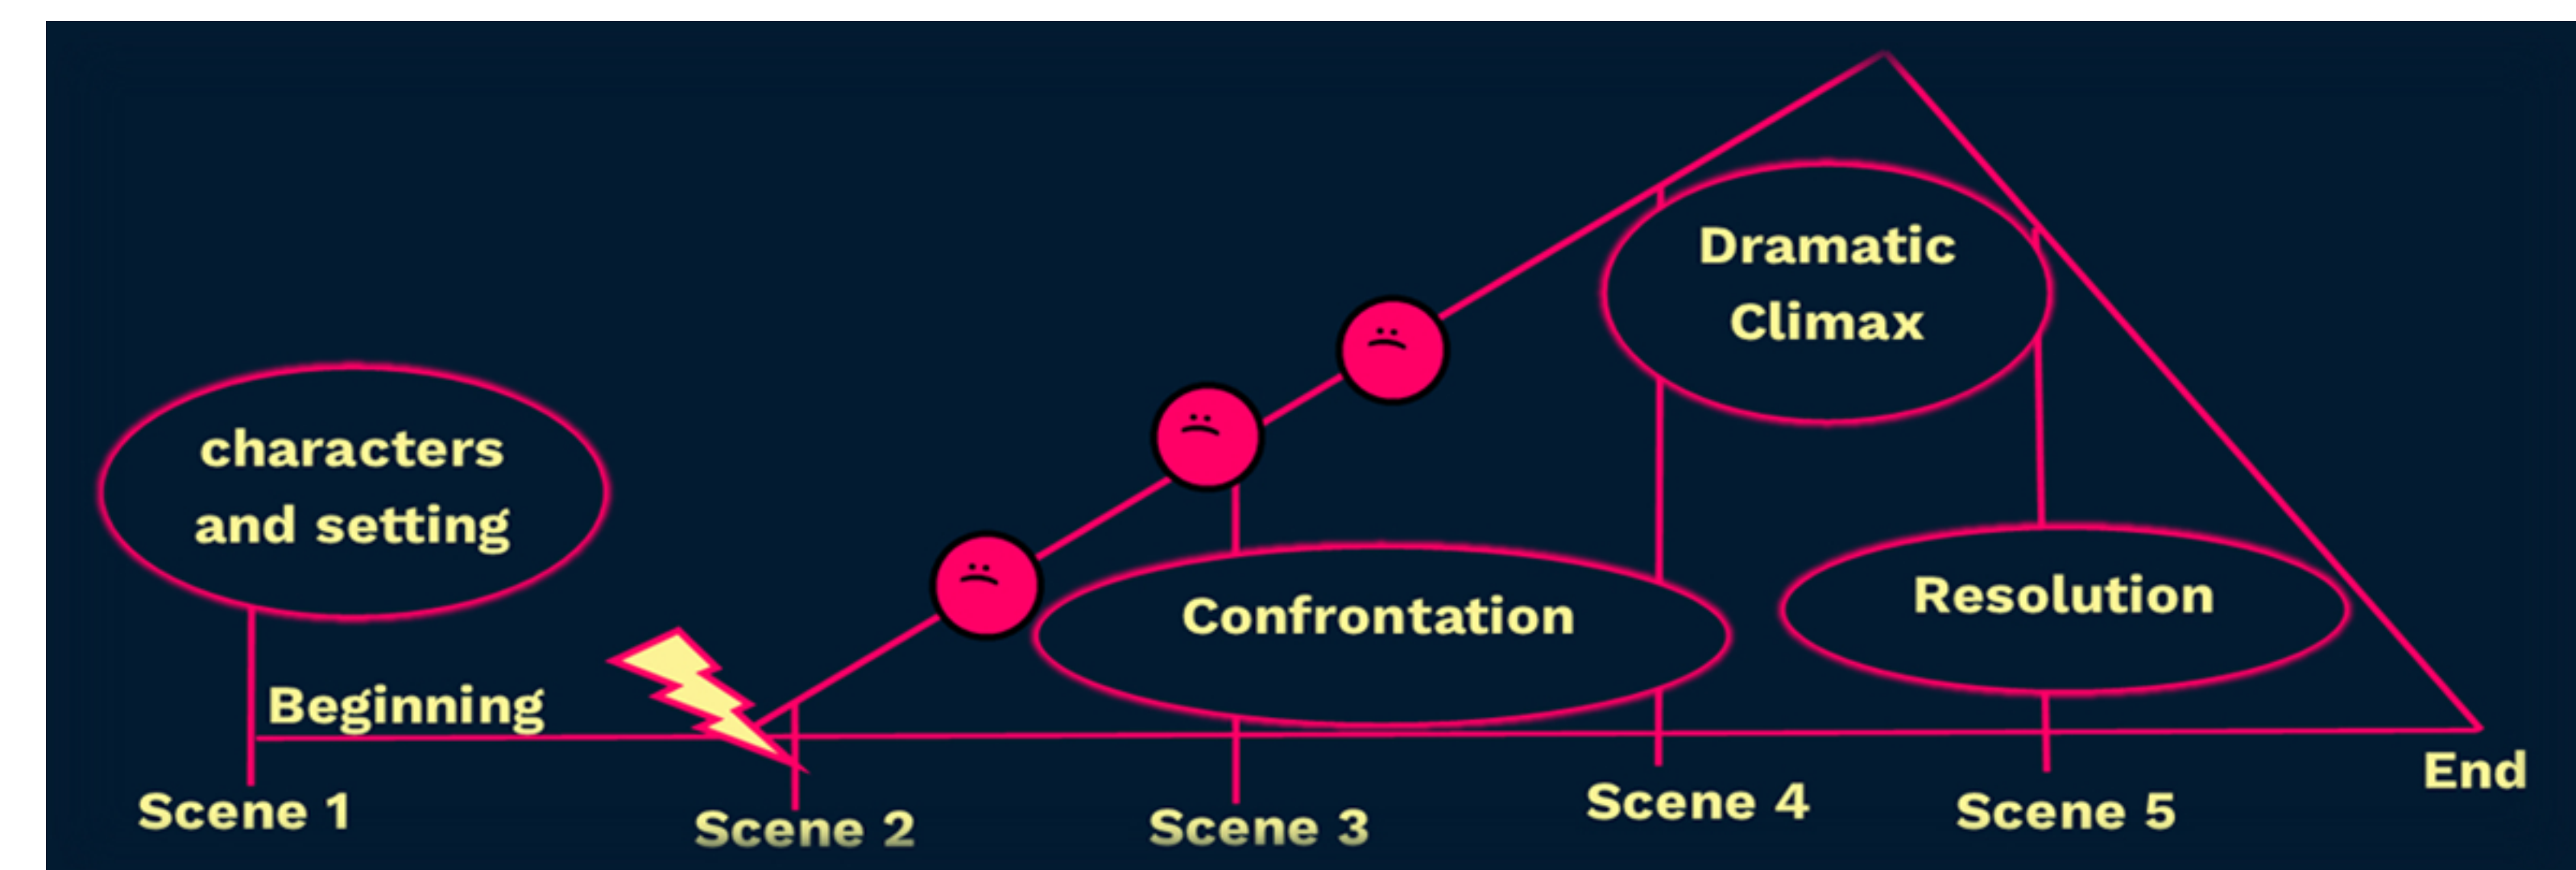 Dramatic
Climax
characters
and setting
Confrontation
Resolution
Beginning
End
Scene 1
Scene 2
Scene 3
Scene 4
Scene 5